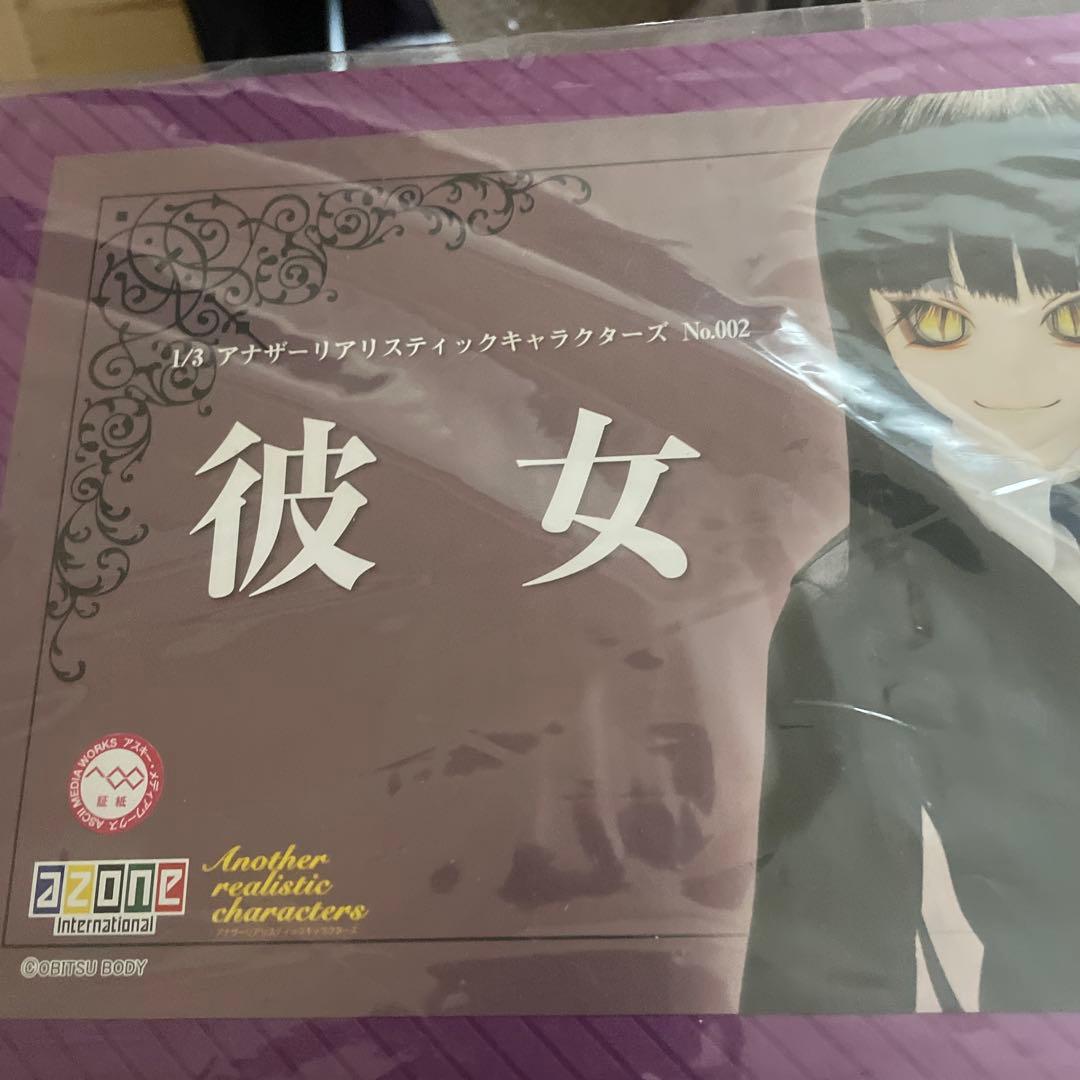 1/3 アナザーリアリスティックキャラクターズ No.002
彼女
ASCII MEDIA WORKS アスキー・メディアワークス
証紙
azone
International
Another
realistic
characters
アナザーリアリスティックキャラクターズ
©OBITSU BODY